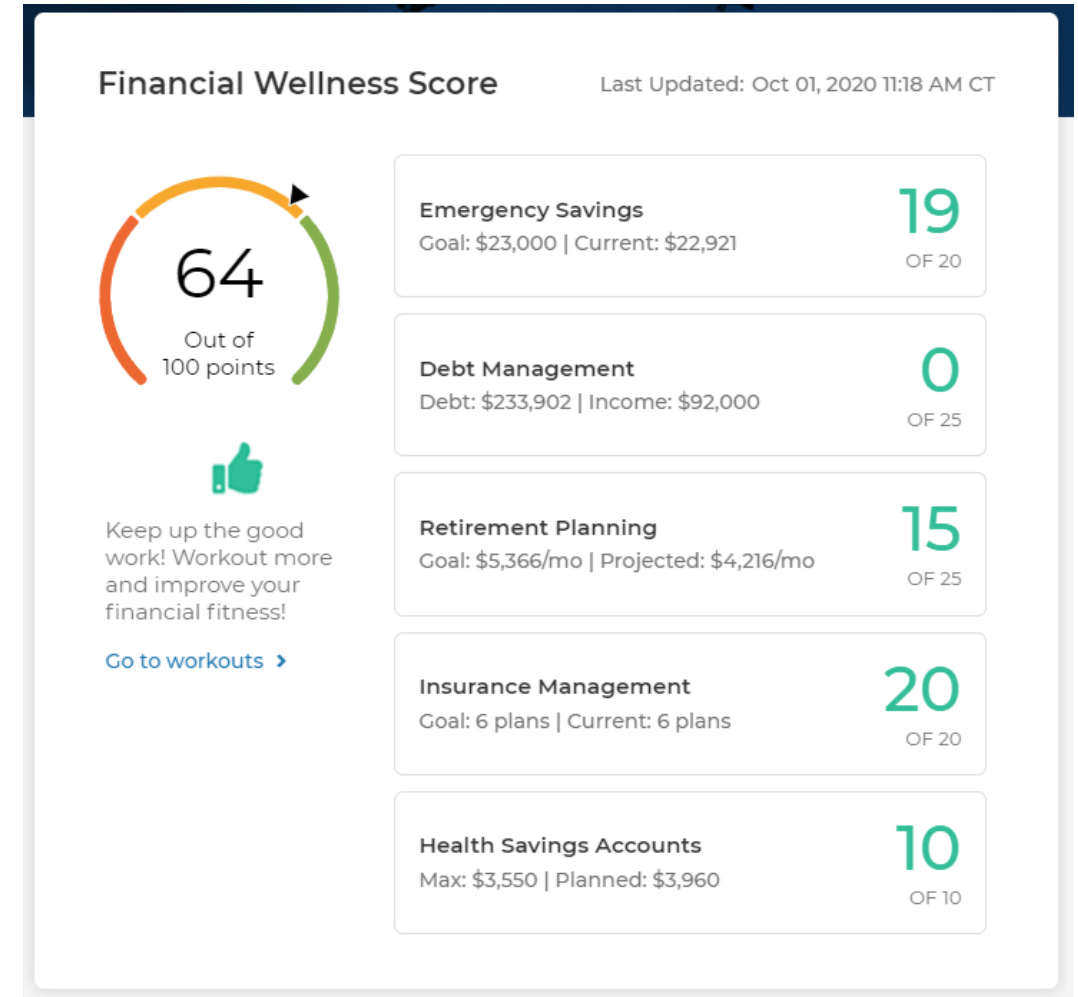 Financial Wellness Score
Last Updated: Oct 01, 2020 11:18 AM CT
64
Out of
100 points
Keep up the good
work! Workout more
and improve your
financial fitness!
Go to workouts >
Emergency Savings
Goal: $23,000 | Current: $22,921
19
OF 20
Debt Management
Debt: $233,902 | Income: $92,000
0
OF 25
Retirement Planning
Goal: $5,366/mo | Projected: $4,216/mo
15
OF 25
Insurance Management
Goal: 6 plans | Current: 6 plans
20
OF 20
Health Savings Accounts
Max: $3,550 | Planned: $3,960
10
OF 10